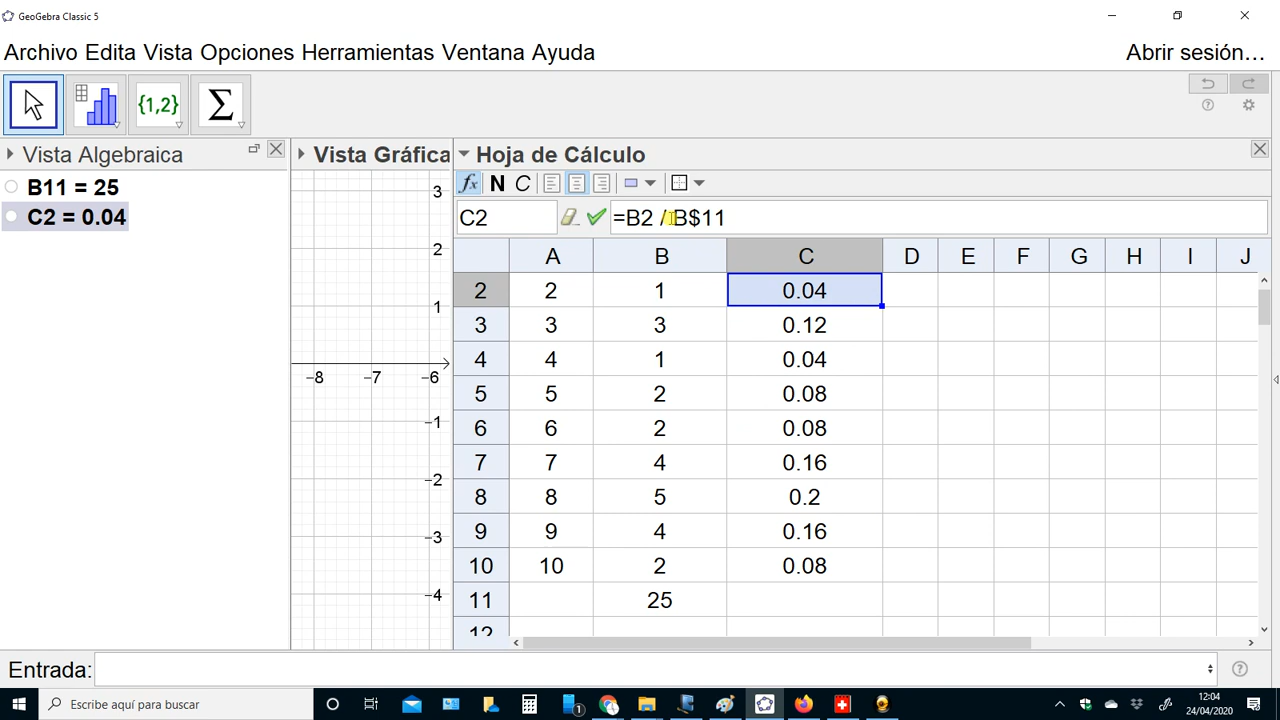 GeoGebra Classic 5
Archivo Edita Vista Opciones Herramientas Ventana Ayuda
Abrir sesión...
{1,2}
Σ
Vista Algebraica
B11 = 25
C2 = 0.04
Vista Gráfica
3
2
1
−8 −7 −6
−1
−2
−3
−4
Hoja de Cálculo
fx N C
C2
=B2 / B$11
A B C D E F G H I J
2 2 1 0.04
3 3 3 0.12
4 4 1 0.04
5 5 2 0.08
6 6 2 0.08
7 7 4 0.16
8 8 5 0.2
9 9 4 0.16
10 10 2 0.08
11 25
12
Entrada:
Escribe aquí para buscar
1
12:04
24/04/2020